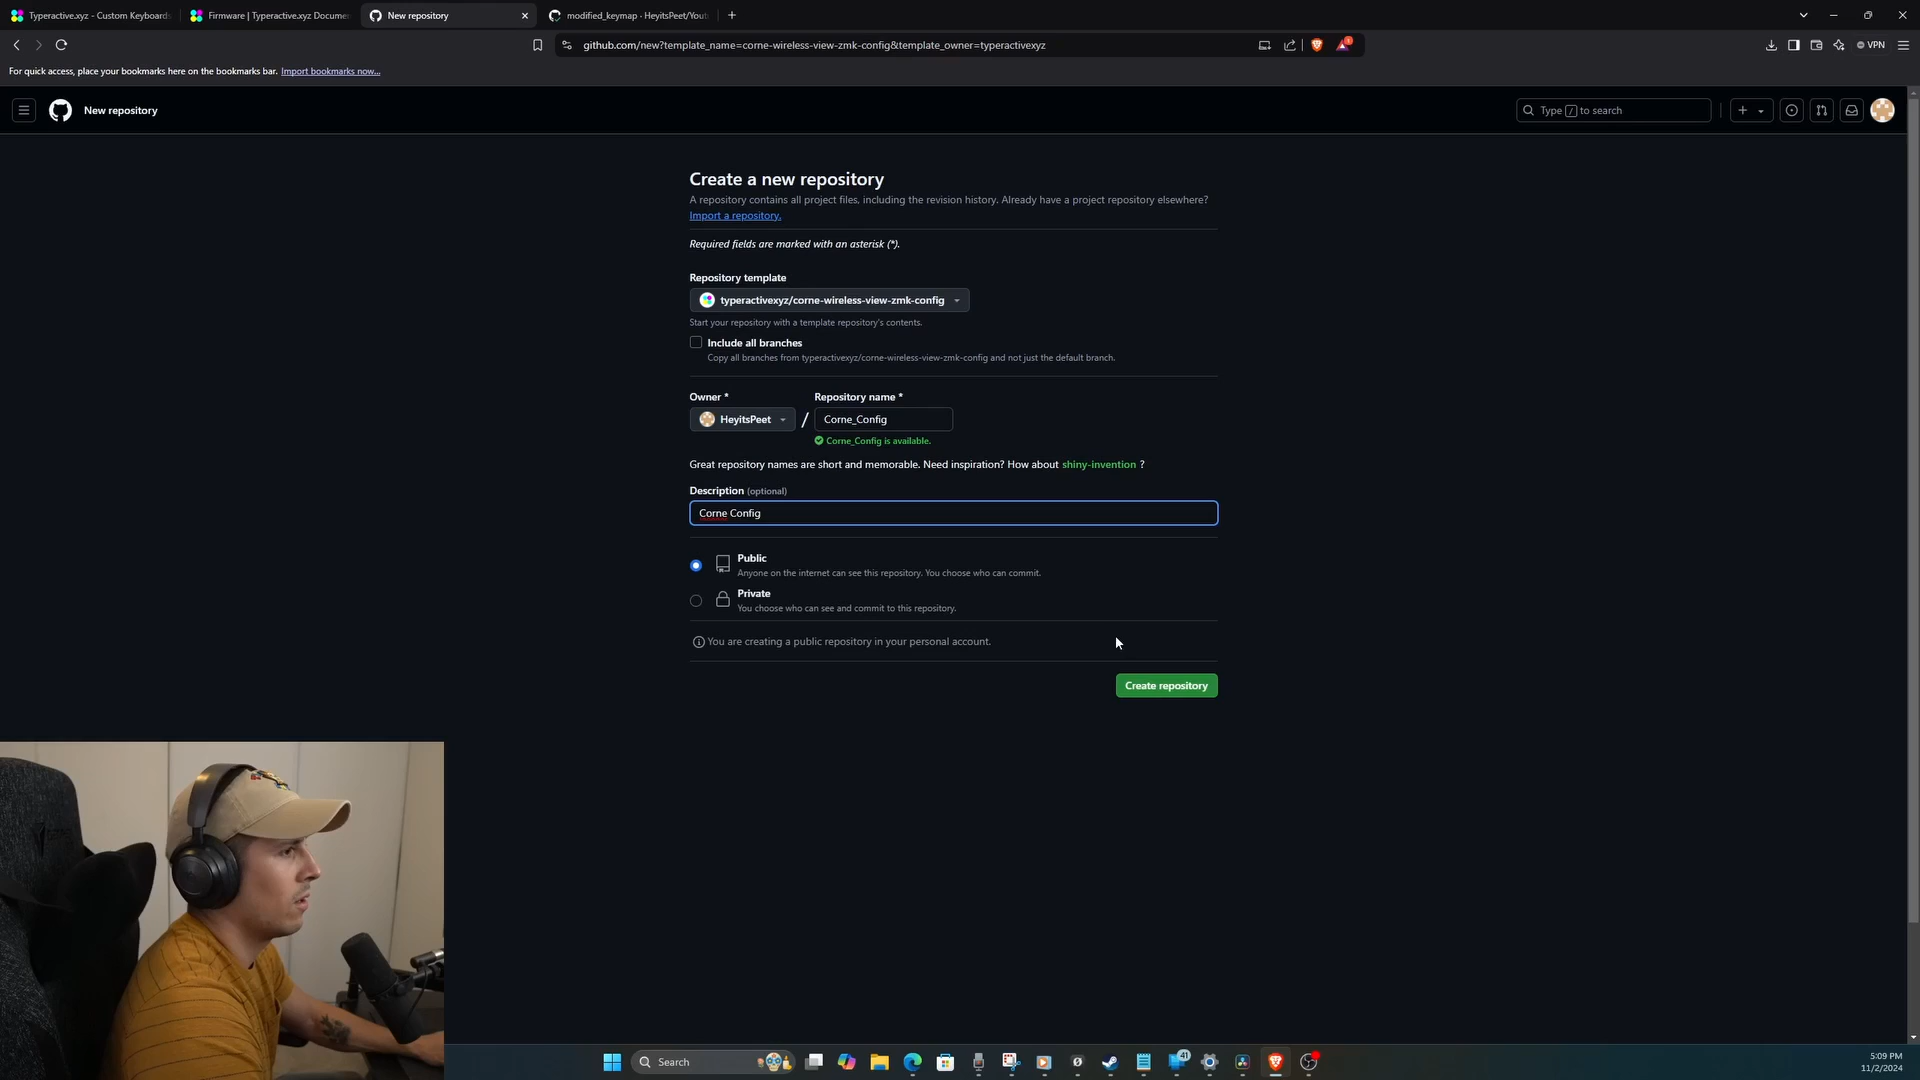 Typeractive.xyz - Custom Keyboards
Firmware | Typeractive.xyz Documen
New repository
modified_keymap · HeyitsPeet/Yout
github.com/new?template_name=corne-wireless-view-zmk-config&template_owner=typeractivexyz
1
VPN
For quick access, place your bookmarks here on the bookmarks bar. Import bookmarks now...
New repository
Type / to search
Create a new repository
A repository contains all project files, including the revision history. Already have a project repository elsewhere?
Import a repository.
Required fields are marked with an asterisk (*).
Repository template
typeractivexyz/corne-wireless-view-zmk-config
Start your repository with a template repository's contents.
Include all branches
Copy all branches from typeractivexyz/corne-wireless-view-zmk-config and not just the default branch.
Owner * Repository name *
HeyitsPeet / Corne_Config
Corne_Config is available.
Great repository names are short and memorable. Need inspiration? How about shiny-invention ?
Description (optional)
Corne Config
Public
Anyone on the internet can see this repository. You choose who can commit.
Private
You choose who can see and commit to this repository.
You are creating a public repository in your personal account.
Create repository
Search
41
5:09 PM
11/2/2024